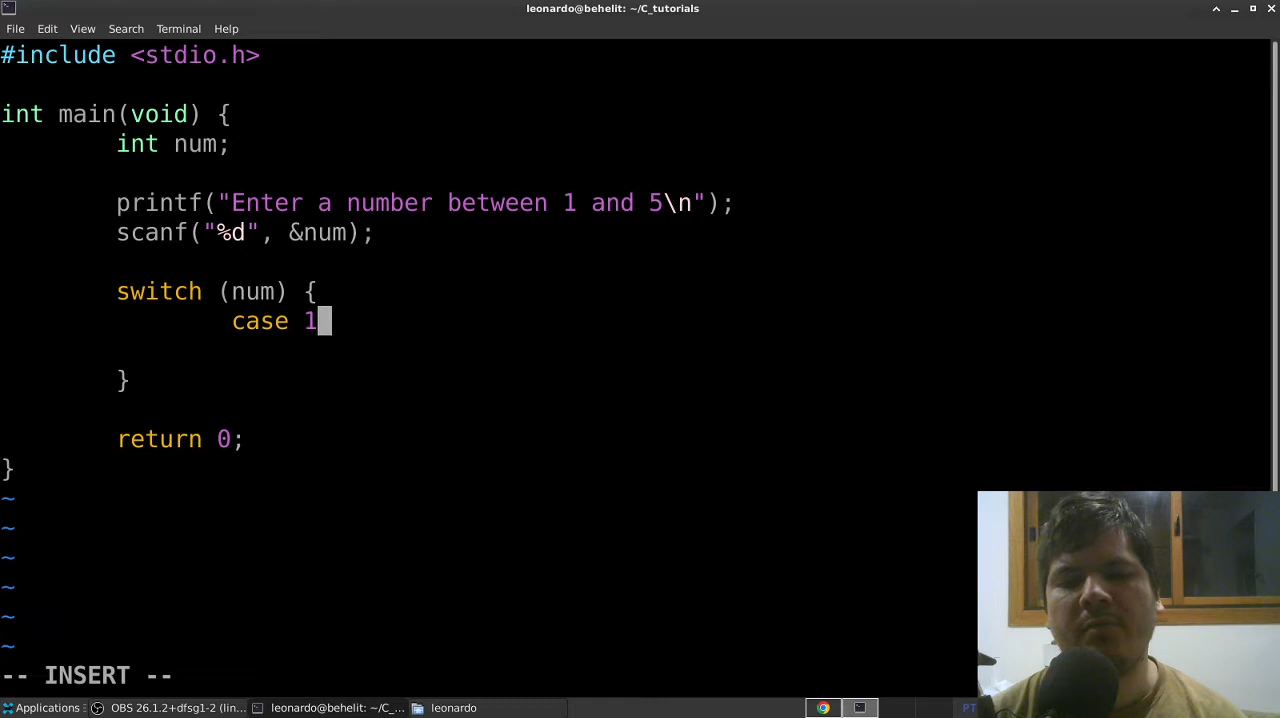 leonardo@behelit: ~/C_tutorials
File Edit View Search Terminal Help
#include <stdio.h>
int main(void) {
int num;
printf("Enter a number between 1 and 5\n");
scanf("%d", &num);
switch (num) {
case 1
}
return 0;
}
~
~
~
~
~
~
-- INSERT --
Applications OBS 26.1.2+dfsg1-2 (lin... leonardo@behelit: ~/C_... leonardo PT